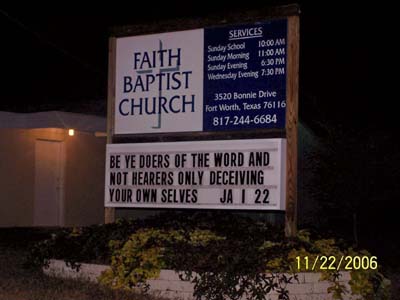 FAITH
BAPTIST
CHURCH
SERVICES
Sunday School 10:00 AM
Sunday Morning 11:00 AM
Sunday Evening 6:30 PM
Wednesday Evening 7:30 PM
3520 Bonnie Drive
Fort Worth, Texas 76116
817-244-6684
BE YE DOERS OF THE WORD AND
NOT HEARERS ONLY DECEIVING
YOUR OWN SELVES JA 1 22
11/22/2006